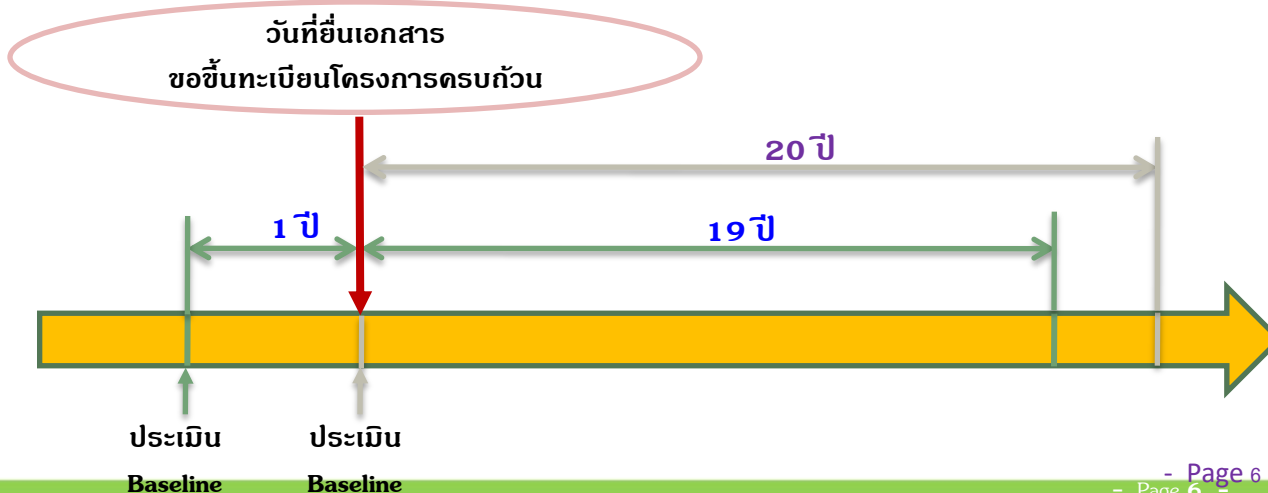 วันที่ยื่นเอกสาร
ขอขึ้นทะเบียนโครงการครบถ้วน
20 ปี
1 ปี
19 ปี
ประเมิน
Baseline
ประเมิน
Baseline
- Page 6
- Page 6 -